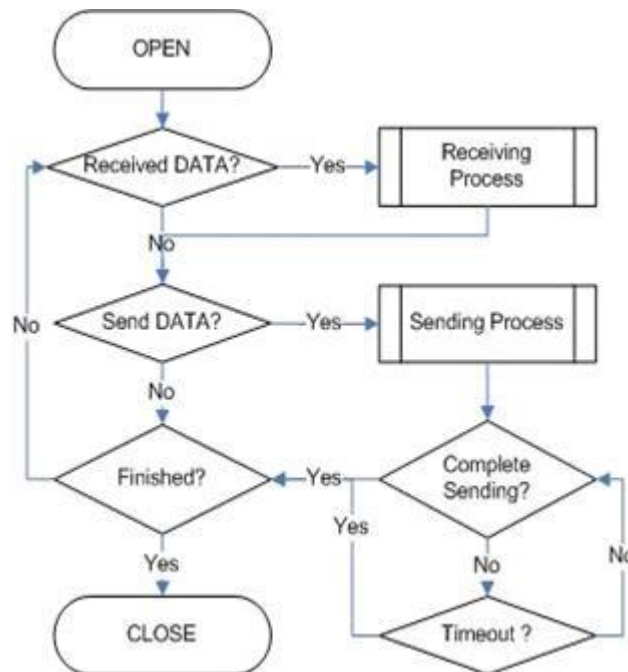 OPEN
Received DATA?
Yes
Receiving
Process
No
Send DATA?
Yes
Sending Process
No
No
Finished?
Yes
Complete
Sending?
Yes
Yes
No
No
CLOSE
Timeout ?